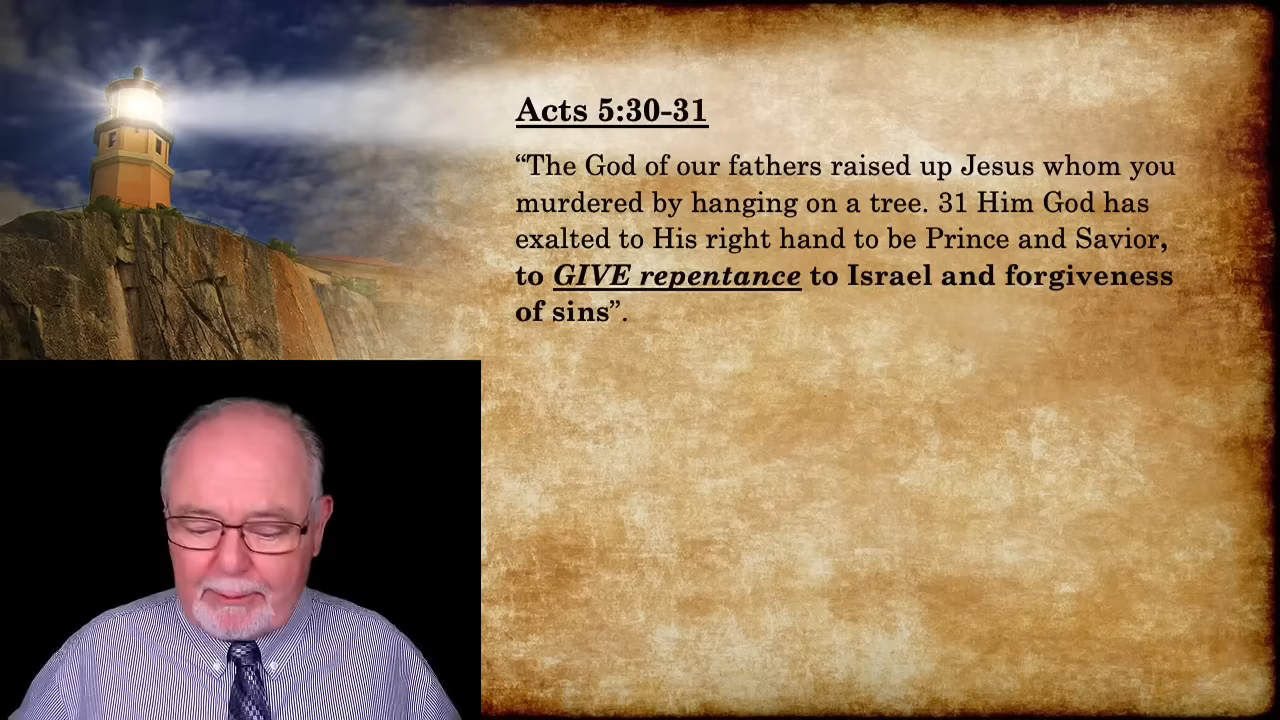 Acts 5:30-31
“The God of our fathers raised up Jesus whom you
murdered by hanging on a tree. 31 Him God has
exalted to His right hand to be Prince and Savior,
to GIVE repentance to Israel and forgiveness
of sins”.